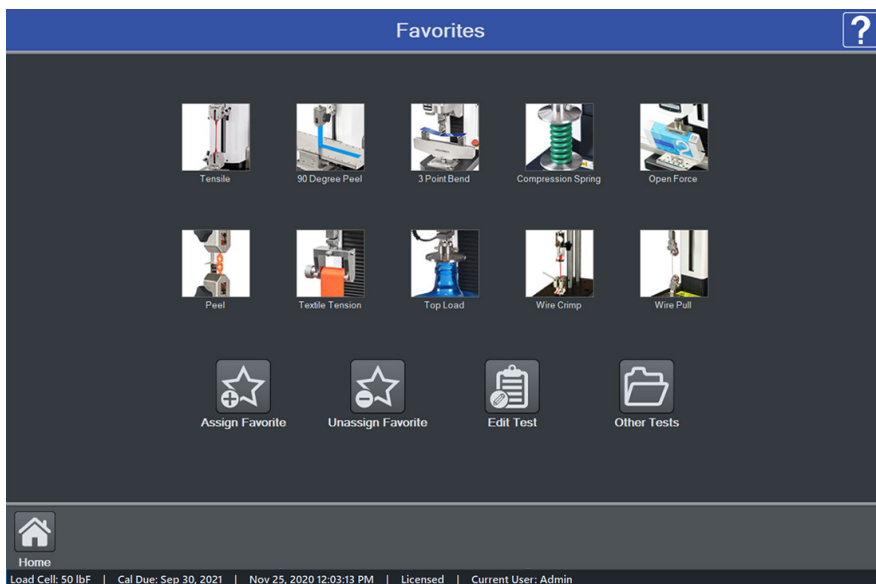 Favorites
?
Tensile
90 Degree Peel
3 Point Bend
Compression Spring
Open Force
Peel
Textile Tension
Top Load
Wire Crimp
Wire Pull
Assign Favorite
Unassign Favorite
Edit Test
Other Tests
Home
Load Cell: 50 lbF | Cal Due: Sep 30, 2021 | Nov 25, 2020 12:03:13 PM | Licensed | Current User: Admin